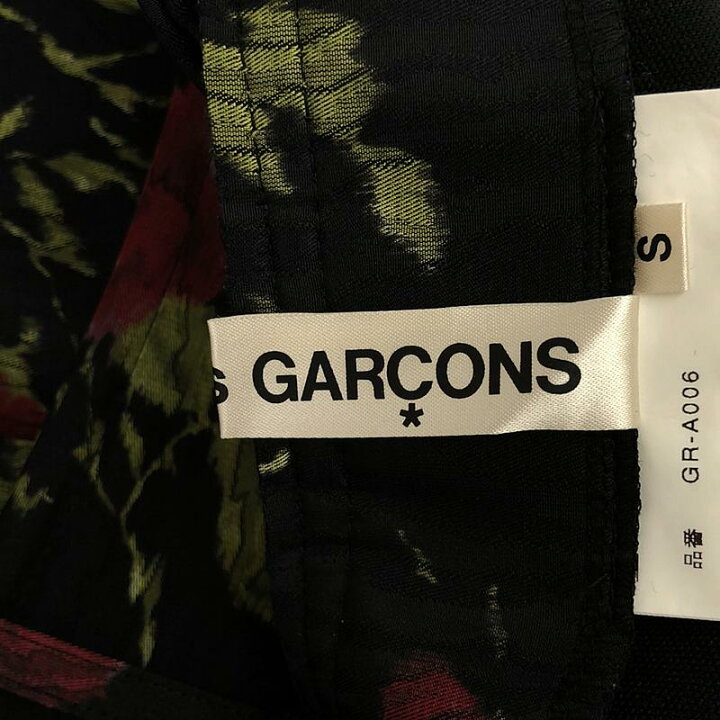 s GARÇONS
*
S
品番 GR-A006